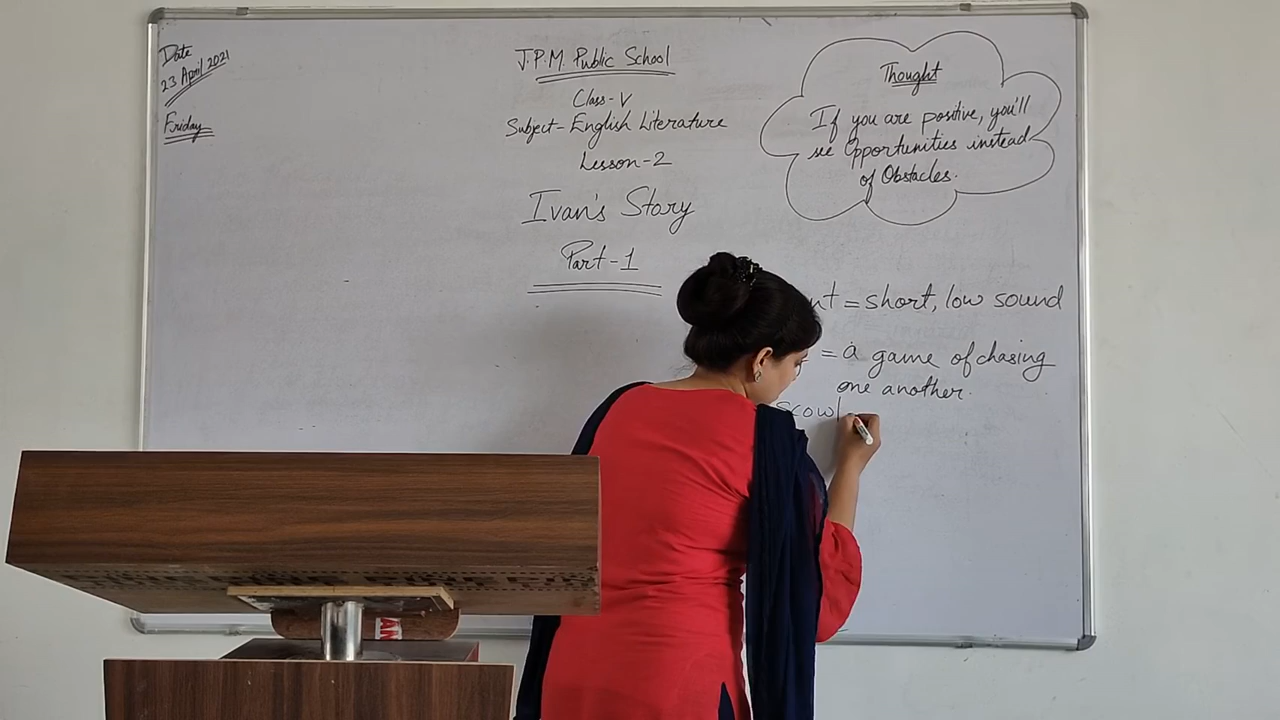 Date
23 April 2021
Friday
J.P.M. Public School
Class-V
Subject-English Literature
Lesson-2
Ivan's Story
Part-1
Thought
If you are positive, you'll
see Opportunities instead
of Obstacles.
= short, low sound
= a game of chasing
one another.
Scowl